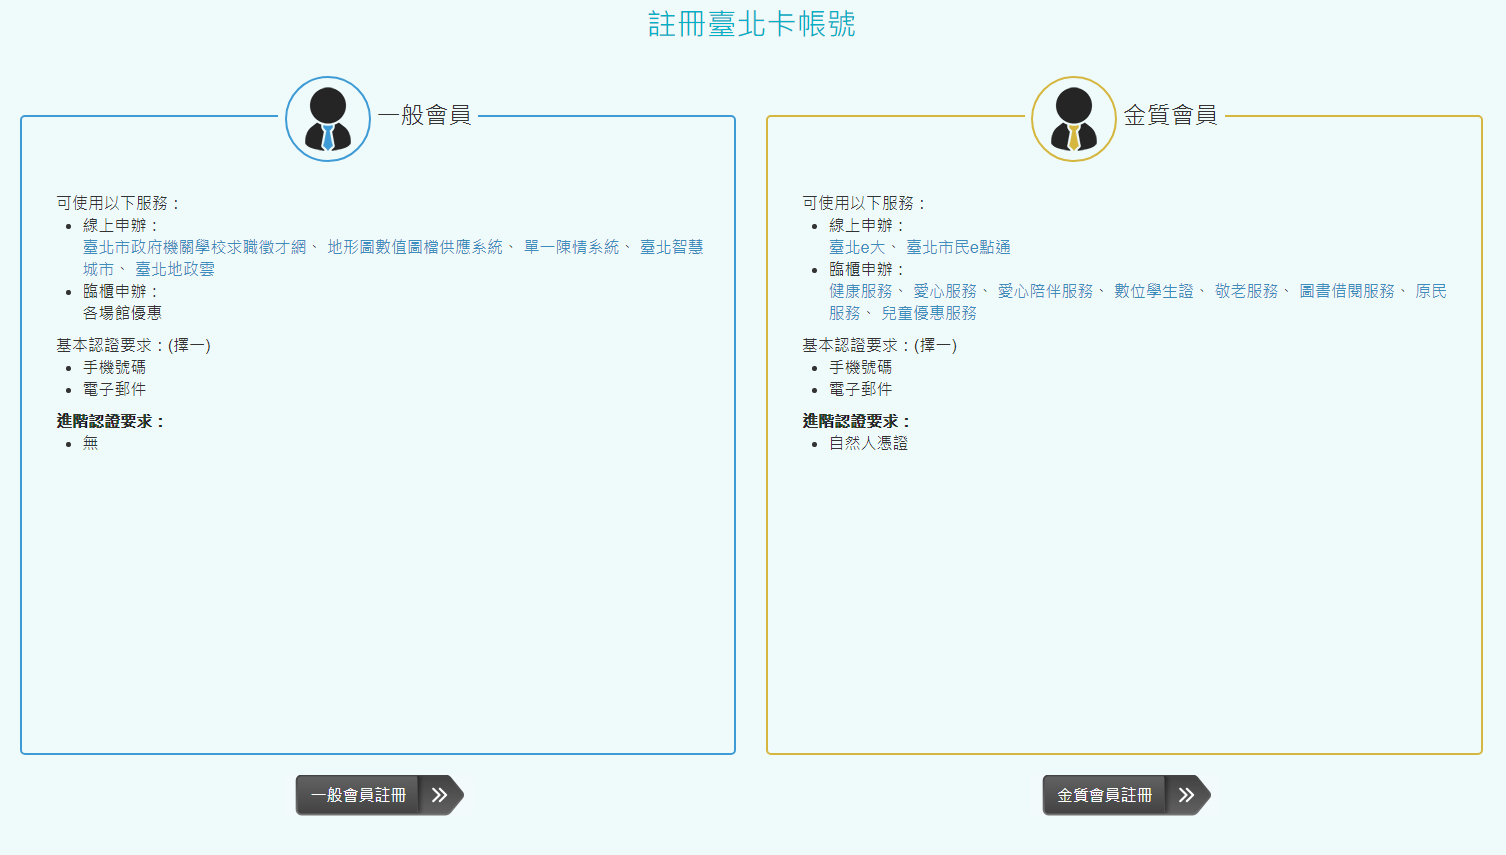 註冊臺北卡帳號
一般會員
可使用以下服務：
線上申辦：
臺北市政府機關學校求職徵才網、 地形圖數值圖檔供應系統、 單一陳情系統、 臺北智慧
城市、 臺北地政雲
臨櫃申辦：
各場館優惠
基本認證要求：(擇一)
手機號碼
電子郵件
進階認證要求：
無
一般會員註冊
金質會員
可使用以下服務：
線上申辦：
臺北e大、 臺北市民e點通
臨櫃申辦：
健康服務、 愛心服務、 愛心陪伴服務、 數位學生證、 敬老服務、 圖書借閱服務、 原民
服務、 兒童優惠服務
基本認證要求：(擇一)
手機號碼
電子郵件
進階認證要求：
自然人憑證
金質會員註冊